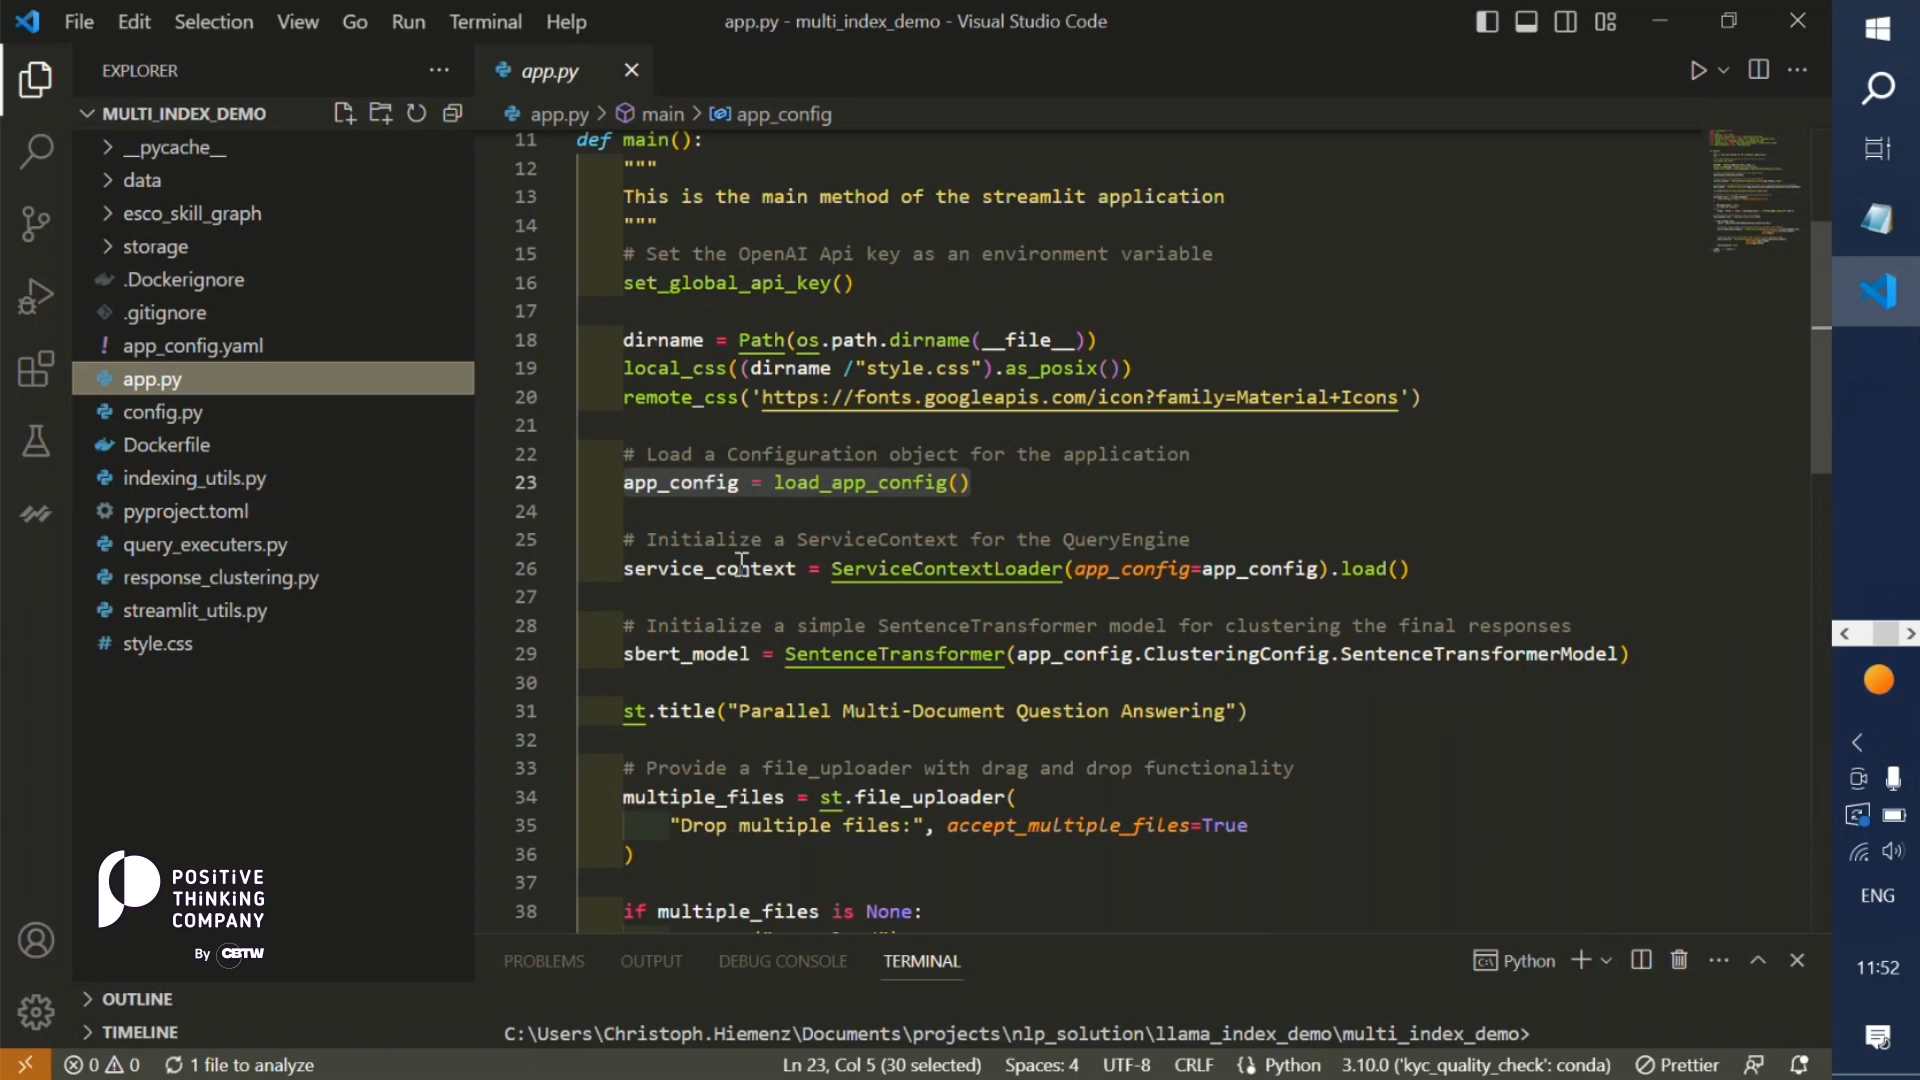 File Edit Selection View Go Run Terminal Help
app.py - multi_index_demo - Visual Studio Code
EXPLORER
app.py
MULTI_INDEX_DEMO
app.py > main > app_config
__pycache__
data
esco_skill_graph
storage
.Dockerignore
.gitignore
app_config.yaml
app.py
config.py
Dockerfile
indexing_utils.py
pyproject.toml
query_executers.py
response_clustering.py
streamlit_utils.py
style.css
POSiTiVE
THiNKiNG
COMPANY
By CBTW
OUTLINE
TIMELINE
11 def main():
12 """
13 This is the main method of the streamlit application
14 """
15 # Set the OpenAI Api key as an environment variable
16 set_global_api_key()
17
18 dirname = Path(os.path.dirname(__file__))
19 local_css((dirname /"style.css").as_posix())
20 remote_css('https://fonts.googleapis.com/icon?family=Material+Icons')
21
22 # Load a Configuration object for the application
23 app_config = load_app_config()
24
25 # Initialize a ServiceContext for the QueryEngine
26 service_context = ServiceContextLoader(app_config=app_config).load()
27
28 # Initialize a simple SentenceTransformer model for clustering the final responses
29 sbert_model = SentenceTransformer(app_config.ClusteringConfig.SentenceTransformerModel)
30
31 st.title("Parallel Multi-Document Question Answering")
32
33 # Provide a file_uploader with drag and drop functionality
34 multiple_files = st.file_uploader(
35 "Drop multiple files:", accept_multiple_files=True
36 )
37
38 if multiple_files is None:
PROBLEMS OUTPUT DEBUG CONSOLE TERMINAL
Python
C:\Users\Christoph.Hiemenz\Documents\projects\nlp_solution\llama_index_demo\multi_index_demo>
0 0 1 file to analyze
Ln 23, Col 5 (30 selected) Spaces: 4 UTF-8 CRLF Python 3.10.0 ('kyc_quality_check': conda) Prettier
ENG
11:52